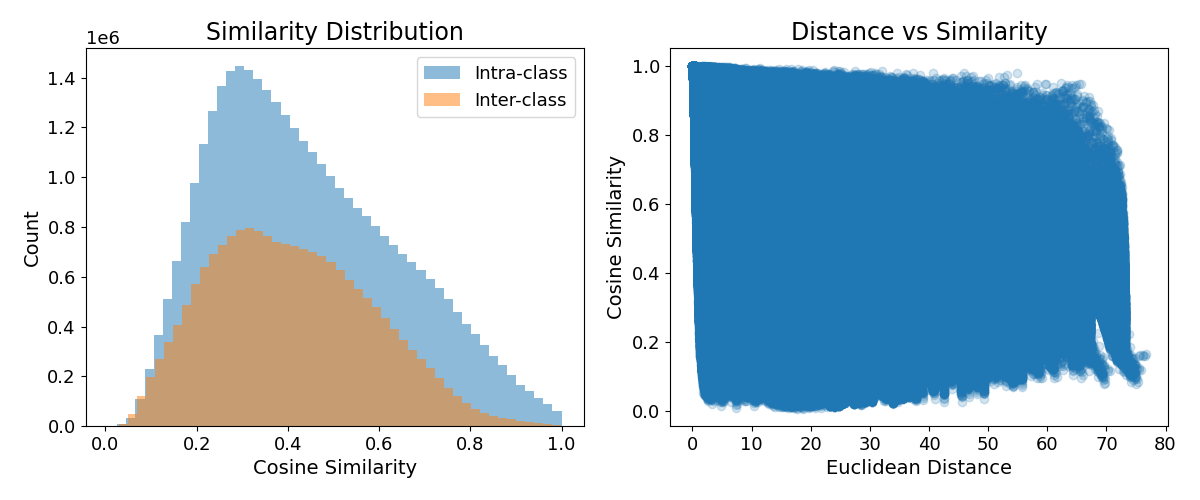 Similarity Distribution
1e6
Count
1.4
1.2
1.0
0.8
0.6
0.4
0.2
0.0
Intra-class
Inter-class
0.0 0.2 0.4 0.6 0.8 1.0
Cosine Similarity
Distance vs Similarity
Cosine Similarity
1.0
0.8
0.6
0.4
0.2
0.0
0 10 20 30 40 50 60 70 80
Euclidean Distance